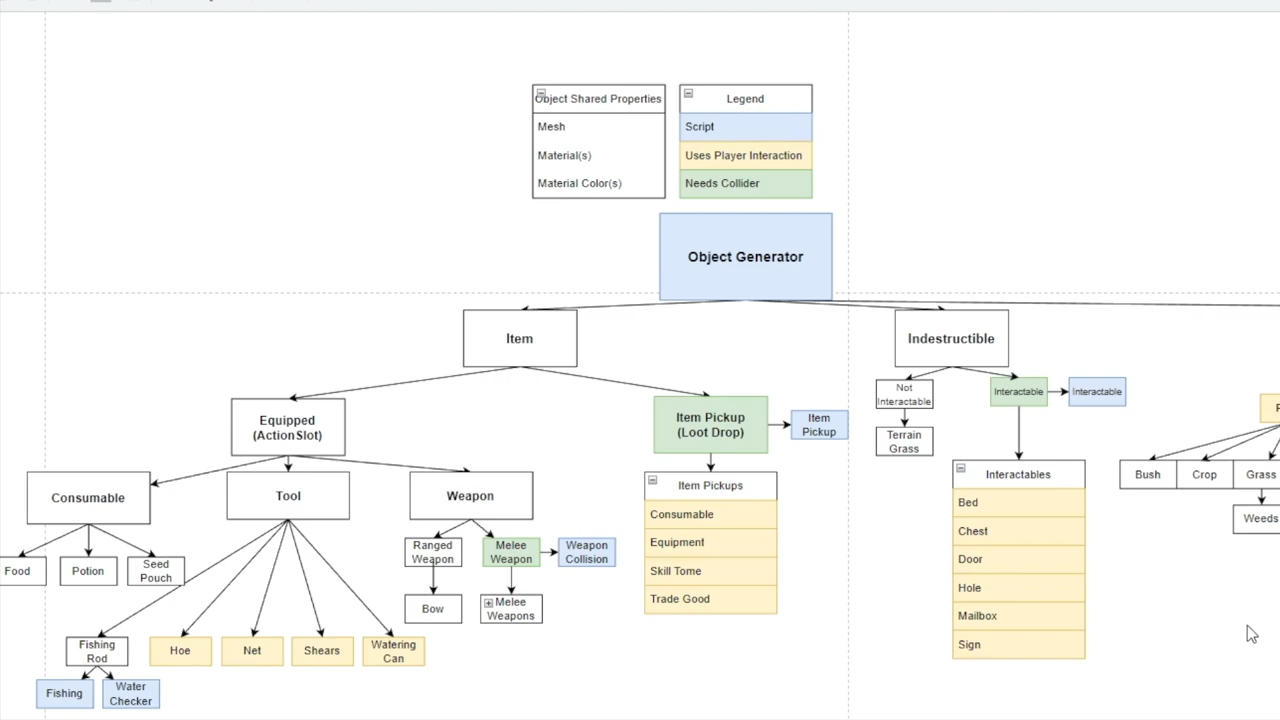 Object Shared Properties
Mesh
Material(s)
Material Color(s)
Legend
Script
Uses Player Interaction
Needs Collider
Object Generator
Item
Indestructible
Equipped
(ActionSlot)
Item Pickup
(Loot Drop)
Item
Pickup
Not
Interactable
Interactable
Interactable
Terrain
Grass
Consumable
Tool
Weapon
Item Pickups
Consumable
Equipment
Skill Tome
Trade Good
Interactables
Bed
Chest
Door
Hole
Mailbox
Sign
Bush
Crop
Grass
Weeds
Food
Potion
Seed
Pouch
Ranged
Weapon
Melee
Weapon
Weapon
Collision
Bow
Melee
Weapons
Fishing
Rod
Hoe
Net
Shears
Watering
Can
Fishing
Water
Checker